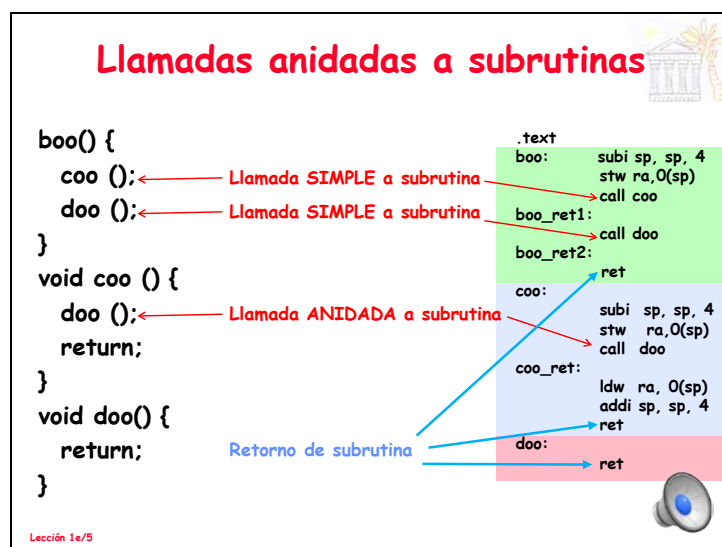 Llamadas anidadas a subrutinas
boo() {
coo ();
doo ();
}
void coo () {
doo ();
return;
}
void doo() {
return;
}
Llamada SIMPLE a subrutina
Llamada SIMPLE a subrutina
Llamada ANIDADA a subrutina
Retorno de subrutina
.text
boo: subi sp, sp, 4
stw ra,0(sp)
call coo
boo_ret1:
call doo
boo_ret2:
ret
coo:
subi sp, sp, 4
stw ra,0(sp)
call doo
coo_ret:
ldw ra, 0(sp)
addi sp, sp, 4
ret
doo:
ret
Lección 1e/5